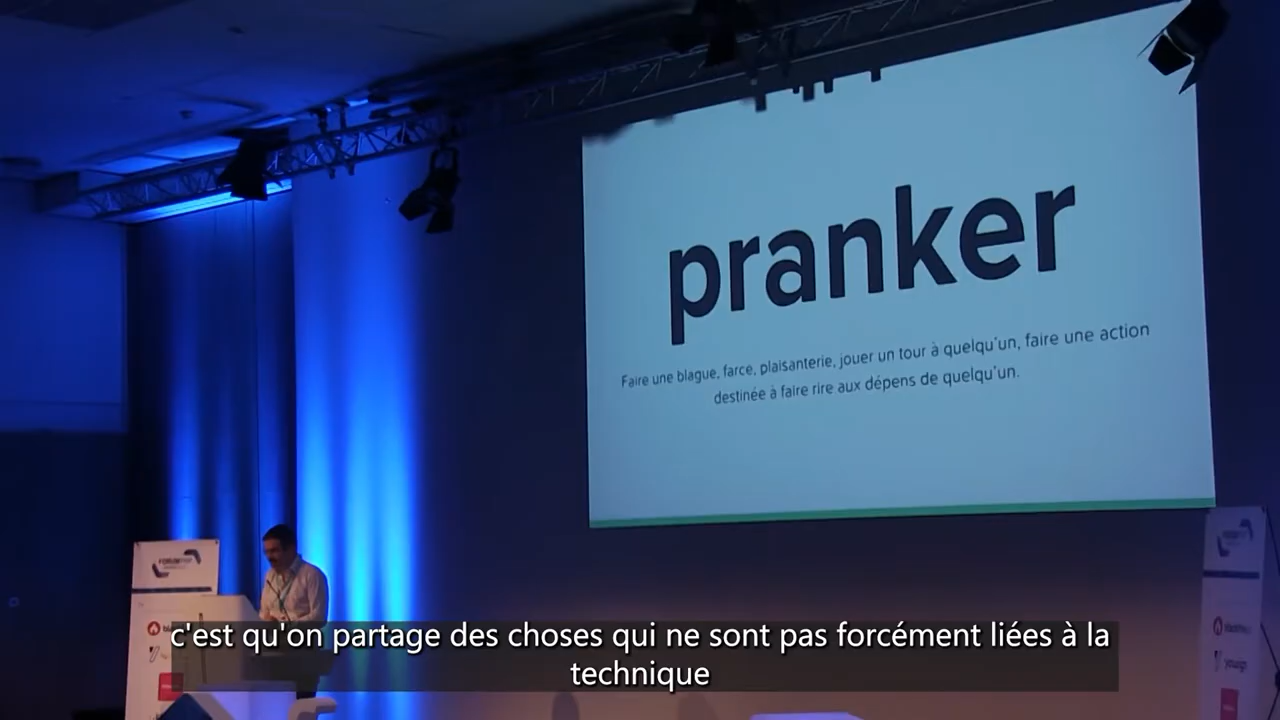 pranker
Faire une blague, farce, plaisanterie, jouer un tour à quelqu'un, faire une action
destinée à faire rire aux dépens de quelqu'un.
c'est qu'on partage des choses qui ne sont pas forcément liées à la
technique